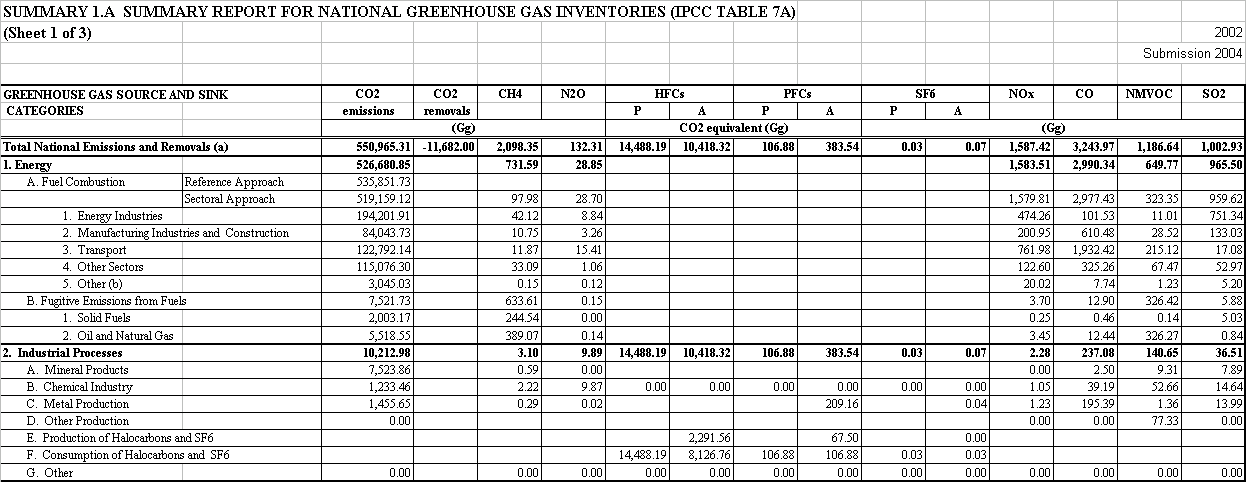 SUMMARY 1.A SUMMARY REPORT FOR NATIONAL GREENHOUSE GAS INVENTORIES (IPCC TABLE 7A)
(Sheet 1 of 3) 2002
Submission 2004
GREENHOUSE GAS SOURCE AND SINK CO2 CO2 CH4 N2O HFCs PFCs SF6 NOx CO NMVOC SO2
CATEGORIES emissions removals P A P A P A
(Gg) CO2 equivalent (Gg) (Gg)
Total National Emissions and Removals (a) 550,965.31 -11,682.00 2,098.35 132.31 14,488.19 10,418.32 106.88 383.54 0.03 0.07 1,587.42 3,243.97 1,186.64 1,002.93
1. Energy 526,680.85 731.59 28.85 1,583.51 2,990.34 649.77 965.50
A. Fuel Combustion Reference Approach 535,851.73
Sectoral Approach 519,159.12 97.98 28.70 1,579.81 2,977.43 323.35 959.62
1. Energy Industries 194,201.91 42.12 8.84 474.26 101.53 11.01 751.34
2. Manufacturing Industries and Construction 84,043.73 10.75 3.26 200.95 610.48 28.52 133.03
3. Transport 122,792.14 11.87 15.41 761.98 1,932.42 215.12 17.08
4. Other Sectors 115,076.30 33.09 1.06 122.60 325.26 67.47 52.97
5. Other (b) 3,045.03 0.15 0.12 20.02 7.74 1.23 5.20
B. Fugitive Emissions from Fuels 7,521.73 633.61 0.15 3.70 12.90 326.42 5.88
1. Solid Fuels 2,003.17 244.54 0.00 0.25 0.46 0.14 5.03
2. Oil and Natural Gas 5,518.55 389.07 0.14 3.45 12.44 326.27 0.84
2. Industrial Processes 10,212.98 3.10 9.89 14,488.19 10,418.32 106.88 383.54 0.03 0.07 2.28 237.08 140.65 36.51
A. Mineral Products 7,523.86 0.59 0.00 0.00 2.50 9.31 7.89
B. Chemical Industry 1,233.46 2.22 9.87 0.00 0.00 0.00 0.00 0.00 0.00 1.05 39.19 52.66 14.64
C. Metal Production 1,455.65 0.29 0.02 209.16 0.04 1.23 195.39 1.36 13.99
D. Other Production 0.00 0.00 0.00 77.33 0.00
E. Production of Halocarbons and SF6 2,291.56 67.50 0.00
F. Consumption of Halocarbons and SF6 14,488.19 8,126.76 106.88 106.88 0.03 0.03
G. Other 0.00 0.00 0.00 0.00 0.00 0.00 0.00 0.00 0.00 0.00 0.00 0.00 0.00